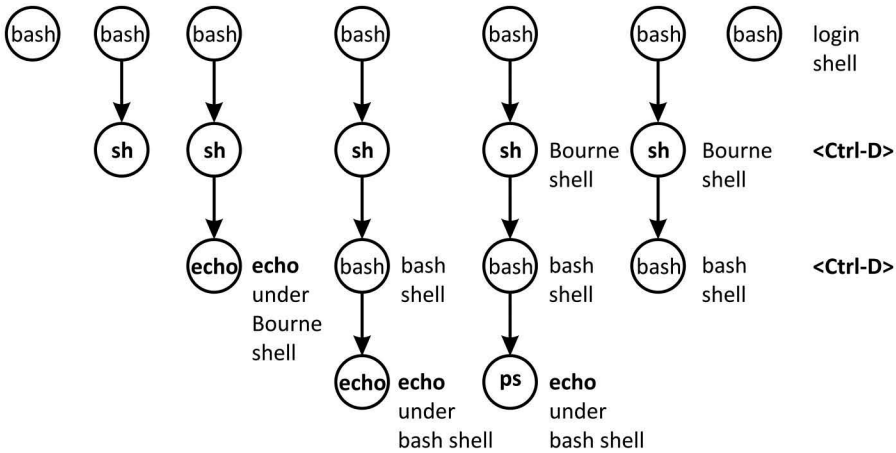 bash bash bash bash bash bash bash login
shell
sh sh sh sh Bourne sh Bourne <Ctrl-D>
shell shell
echo echo bash bash bash bash bash bash <Ctrl-D>
under shell shell shell
Bourne
shell
echo echo ps echo
under under
bash shell bash shell